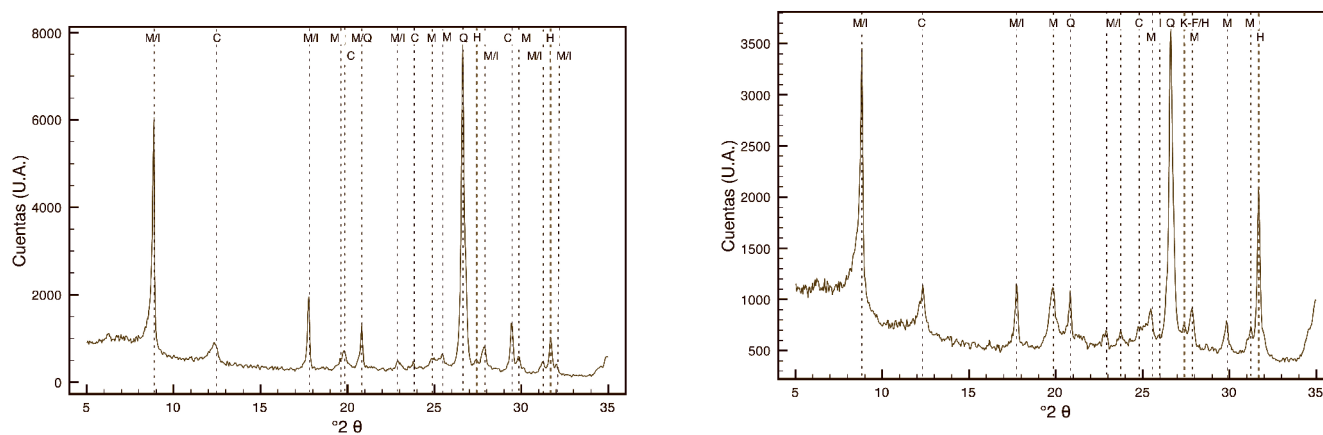 8000
6000
4000
2000
0
M/I C M/I M M/Q M/I C M M Q H C M H
C M/I M/I M/I
5 10 15 20 25 30 35
°2 θ
Cuentas (U.A.)
3500
3000
2500
2000
1500
1000
500
M/I C M/I M Q M/I C I Q K-F/H M M
M M H
5 10 15 20 25 30 35
°2 θ
Cuentas (U.A.)